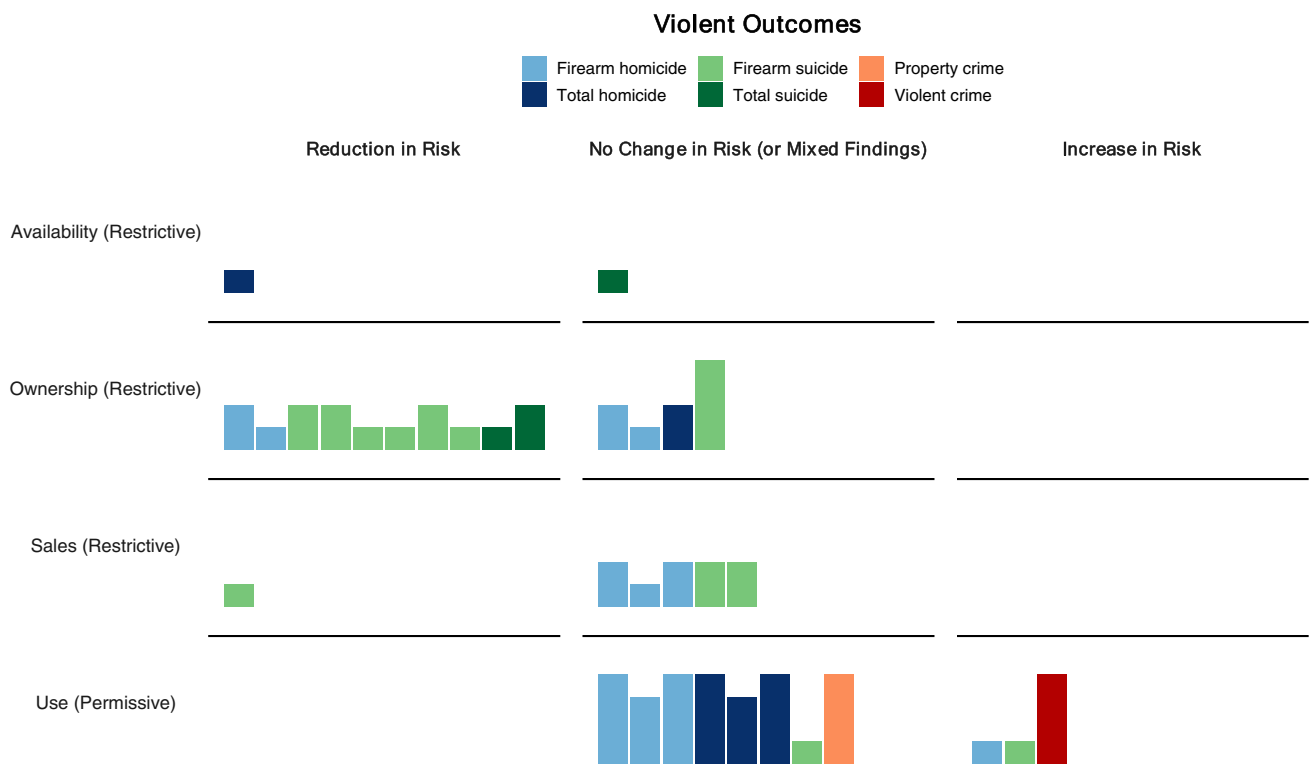 Violent Outcomes
Firearm homicide Firearm suicide Property crime
Total homicide Total suicide Violent crime
Reduction in Risk No Change in Risk (or Mixed Findings) Increase in Risk
Availability (Restrictive)
Ownership (Restrictive)
Sales (Restrictive)
Use (Permissive)